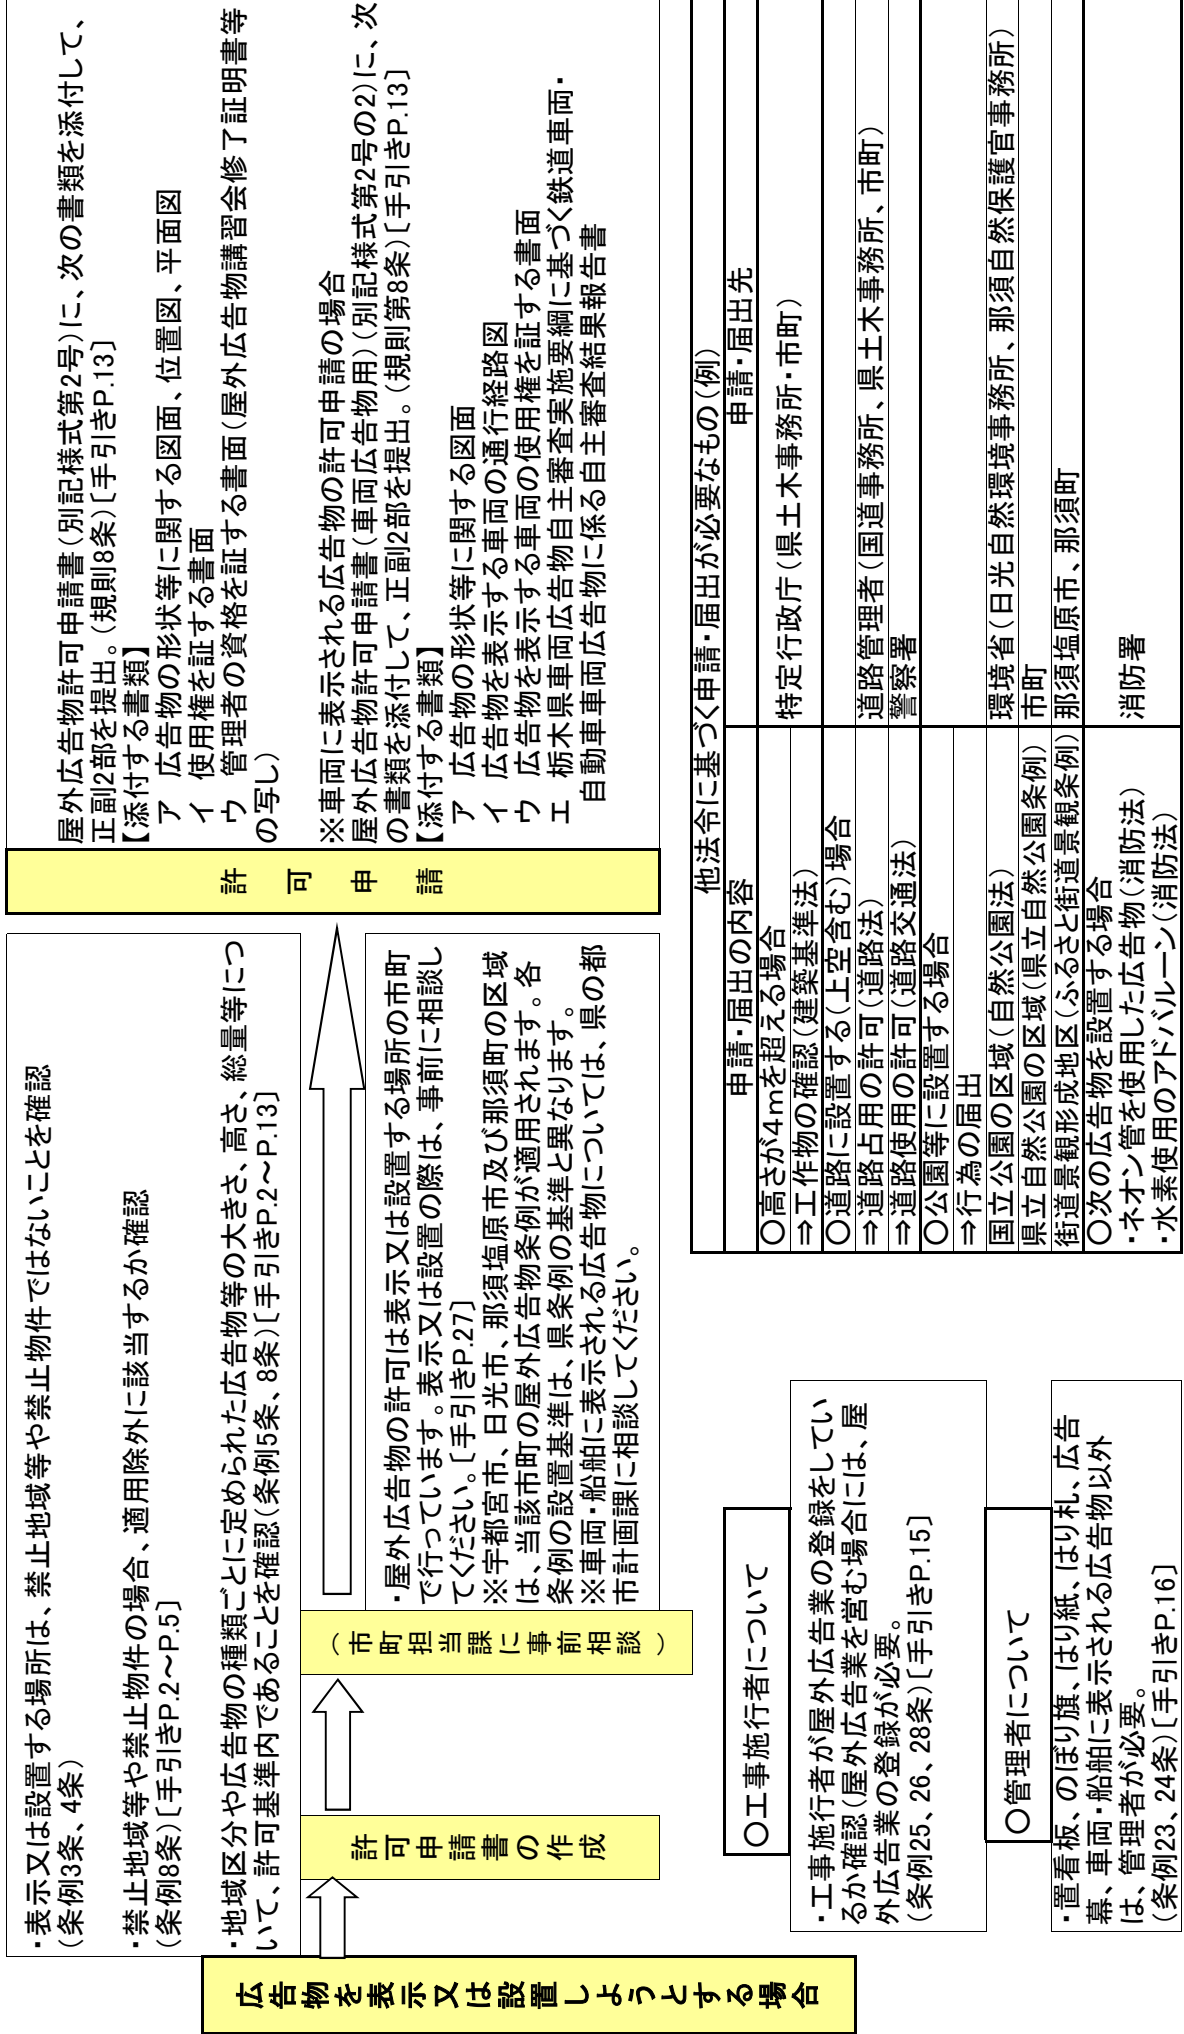 広告物を表示又は設置しようとする場合
・表示又は設置する場所は、禁止地域等や禁止物件ではないことを確認
（条例3条、4条）
・禁止地域等や禁止物件の場合、適用除外に該当するか確認
（条例8条）［手引きP.2～P.5］
・地域区分や広告物の種類ごとに定められた広告物等の大きさ、高さ、総量等につ
いて、許可基準内であることを確認（条例5条、8条）［手引きP.2～P.13］
許可申請書の作成
（市町担当課に事前相談）
・屋外広告物の許可は表示又は設置する場所の市町
で行っています。表示又は設置の際は、事前に相談し
てください。［手引きP.27］
※宇都宮市、日光市、那須塩原市及び那須町の区域
は、当該市町の屋外広告物条例が適用されます。各
条例の設置基準は、県条例の基準と異なります。
※車両・船舶に表示される広告物については、県の都
市計画課に相談してください。
許可申請
屋外広告物許可申請書（別記様式第2号）に、次の書類を添付して、
正副2部を提出。（規則8条）［手引きP.13］
【添付する書類】
ア　広告物の形状等に関する図面、位置図、平面図
イ　使用権を証する書面
ウ　管理者の資格を証する書面（屋外広告物講習会修了証明書等
の写し）
※車両に表示される広告物の許可申請の場合
屋外広告物許可申請書（車両広告物用）（別記様式第2号の2）に、次
の書類を添付して、正副2部を提出。（規則第8条）［手引きP.13］
【添付する書類】
ア　広告物の形状等に関する図面
イ　広告物を表示する車両の通行経路図
ウ　広告物を表示する車両の使用権を証する書面
エ　栃木県車両広告物自主審査実施要綱に基づく鉄道車両・
自動車車両広告物に係る自主審査結果報告書
〇工事施行者について
・工事施行者が屋外広告業の登録をしてい
るか確認（屋外広告業を営む場合には、屋
外広告業の登録が必要。
（条例25、26、28条）［手引きP.15］
〇管理者について
・置看板、のぼり旗、はり紙、はり札、広告
幕、車両・船舶に表示される広告物以外
は、管理者が必要。
（条例23、24条）［手引きP.16］
他法令に基づく申請・届出が必要なもの（例）
申請・届出の内容　申請・届出先
〇高さが4ｍを超える場合
⇒工作物の確認（建築基準法）　特定行政庁（県土木事務所・市町）
〇道路に設置する（上空含む）場合
⇒道路占用の許可（道路法）　道路管理者（国道事務所、県土木事務所、市町）
⇒道路使用の許可（道路交通法）　警察署
〇公園等に設置する場合
⇒行為の届出
国立公園の区域（自然公園法）　環境省（日光自然環境事務所、那須自然保護官事務所）
県立自然公園の区域（県立自然公園条例）　市町
街道景観形成地区（ふるさと街道景観条例）　那須塩原市、那須町
〇次の広告物を設置する場合
・ネオン管を使用した広告物（消防法）　消防署
・水素使用のアドバルーン（消防法）